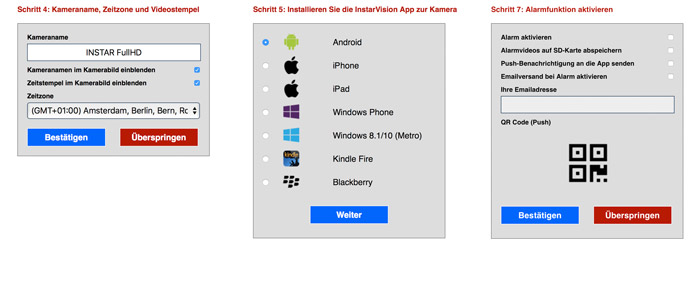 Schritt 4: Kameraname, Zeitzone und Videostempel
Kameraname
INSTAR FullHD
Kameranamen im Kamerabild einblenden
Zeitstempel im Kamerabild einblenden
Zeitzone
(GMT+01:00) Amsterdam, Berlin, Bern, Rc
Bestätigen
Überspringen
Schritt 5: Installieren Sie die InstarVision App zur Kamera
Android
iPhone
iPad
Windows Phone
Windows 8.1/10 (Metro)
kindle
Kindle Fire
Blackberry
Weiter
Schritt 7: Alarmfunktion aktivieren
Alarm aktivieren
Alarmvideos auf SD-Karte abspeichern
Push-Benachrichtigung an die App senden
Emailversand bei Alarm aktivieren
Ihre Emailadresse
QR Code (Push)
Bestätigen
Überspringen